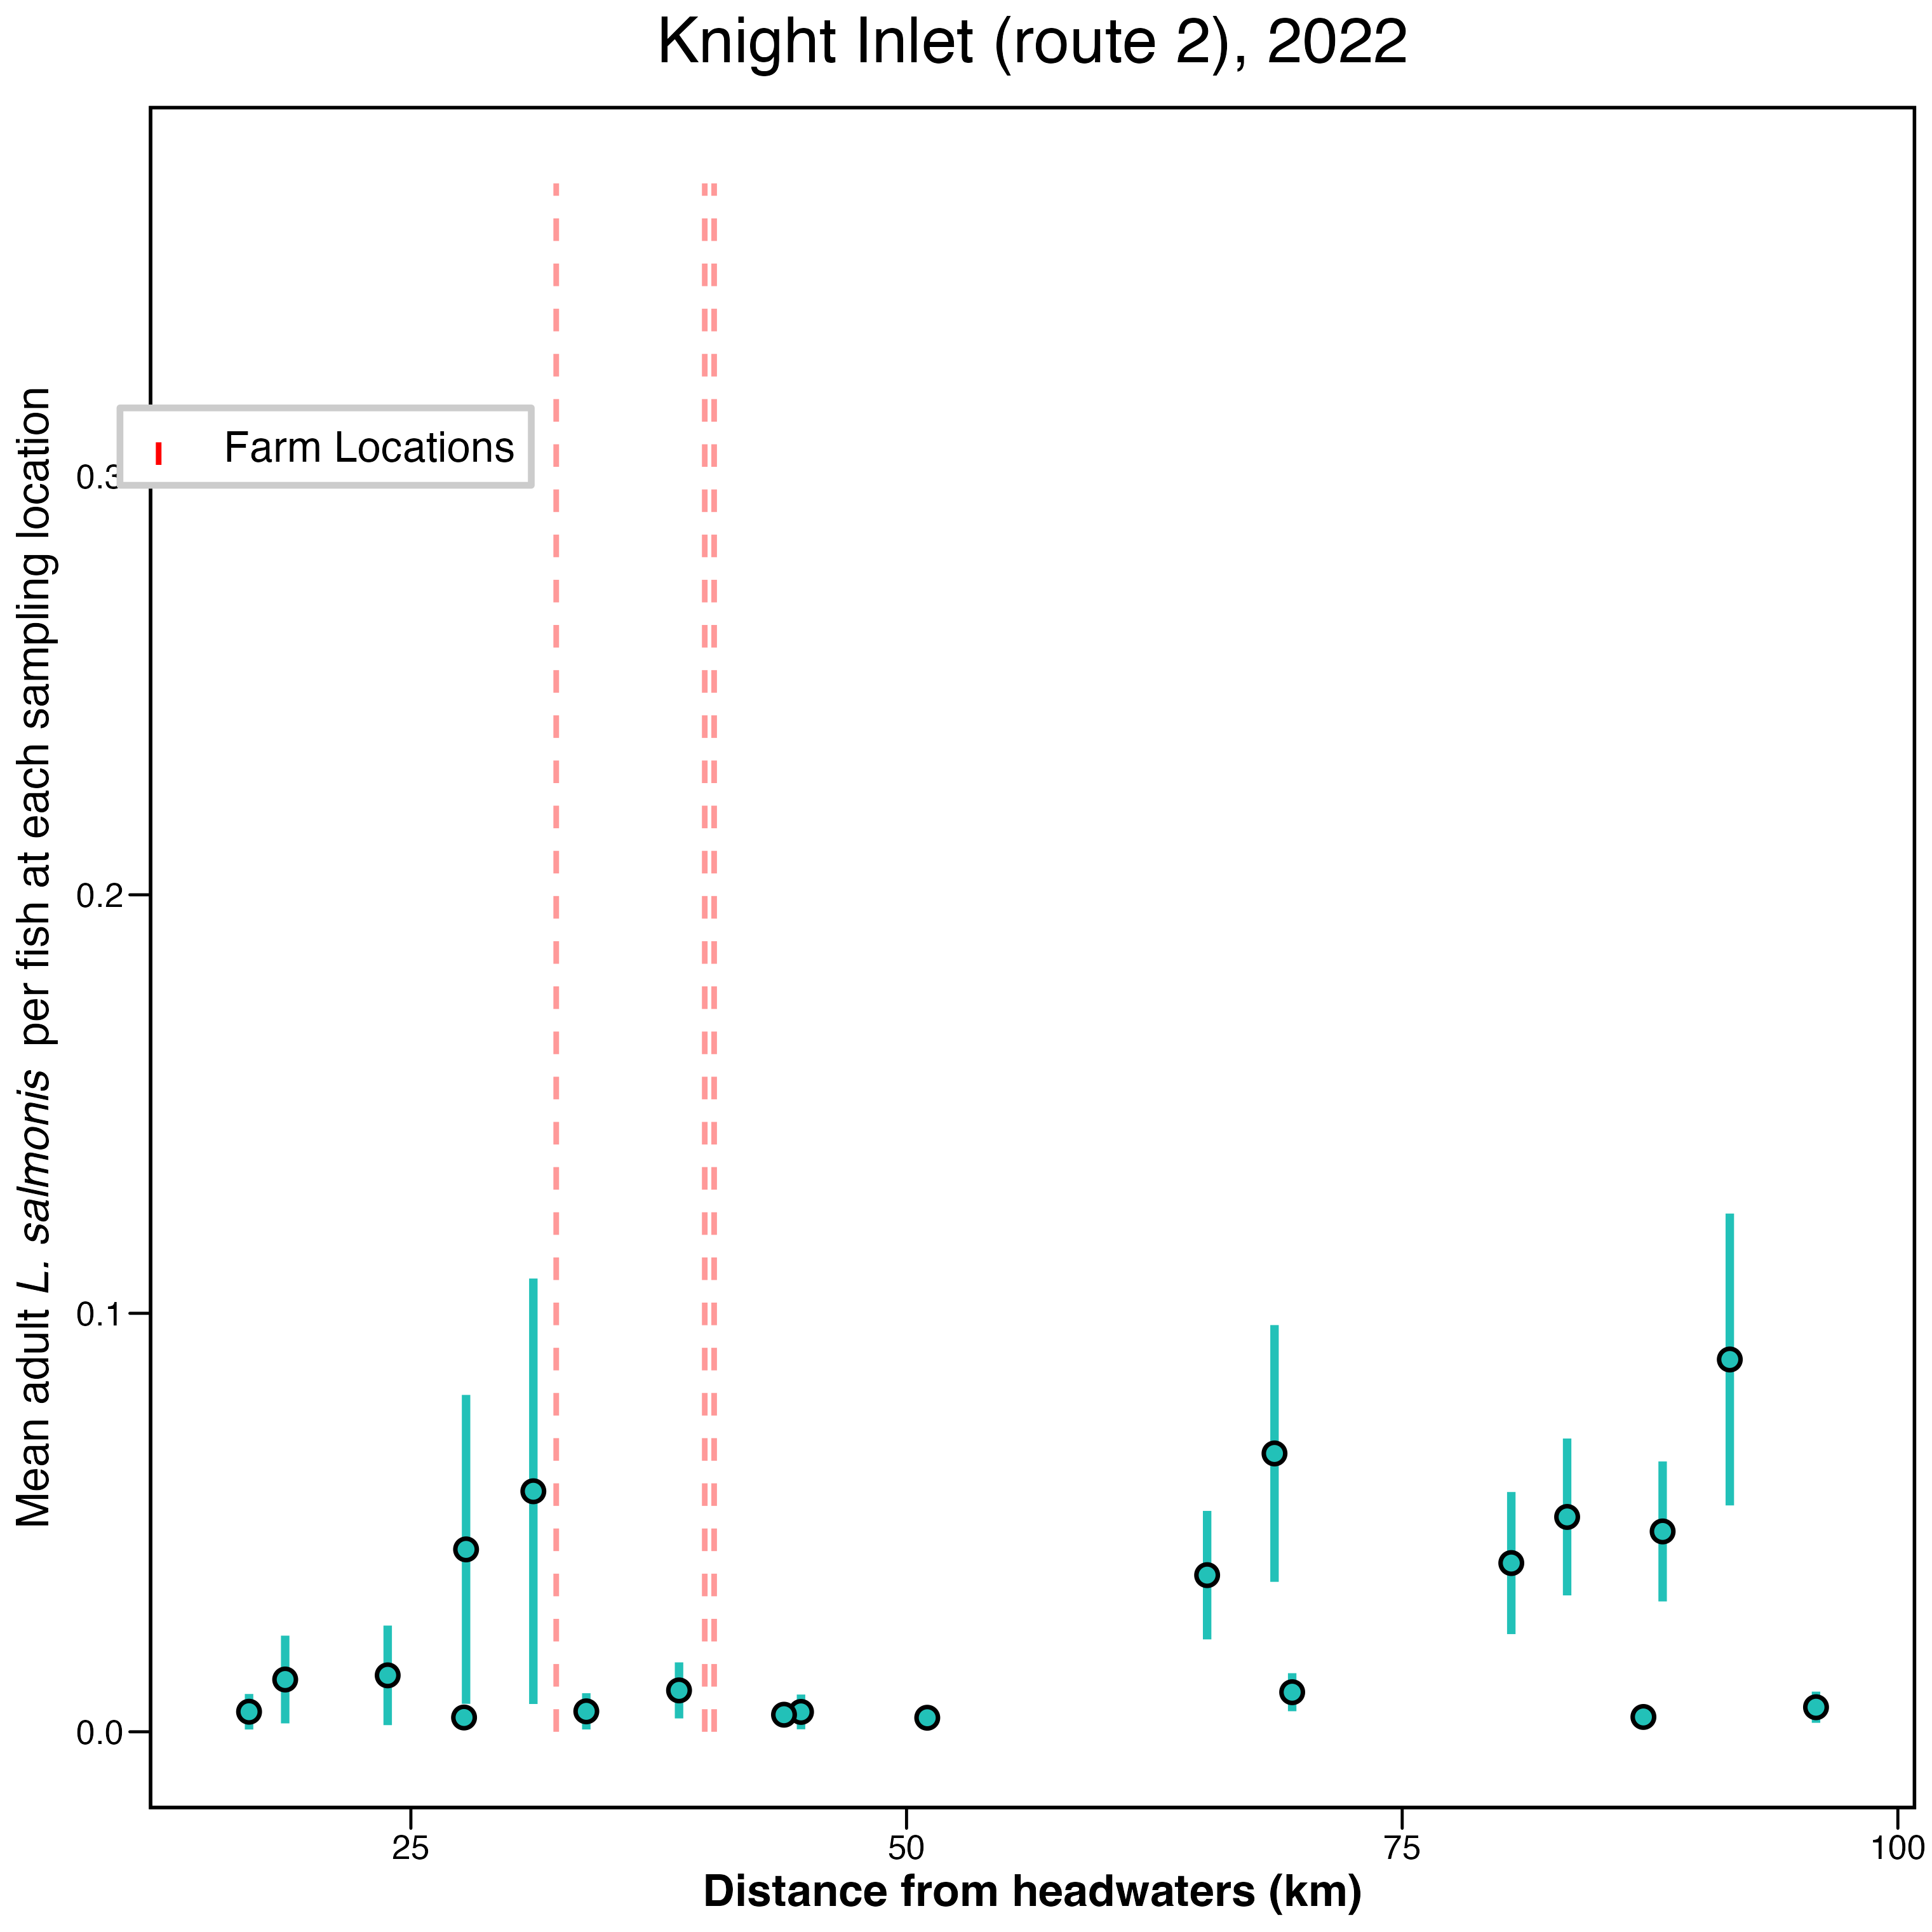 Knight Inlet (route 2), 2022
Mean adult L. salmonis per fish at each sampling location
Farm Locations
0.3
0.2
0.1
0.0
25 50 75 100
Distance from headwaters (km)